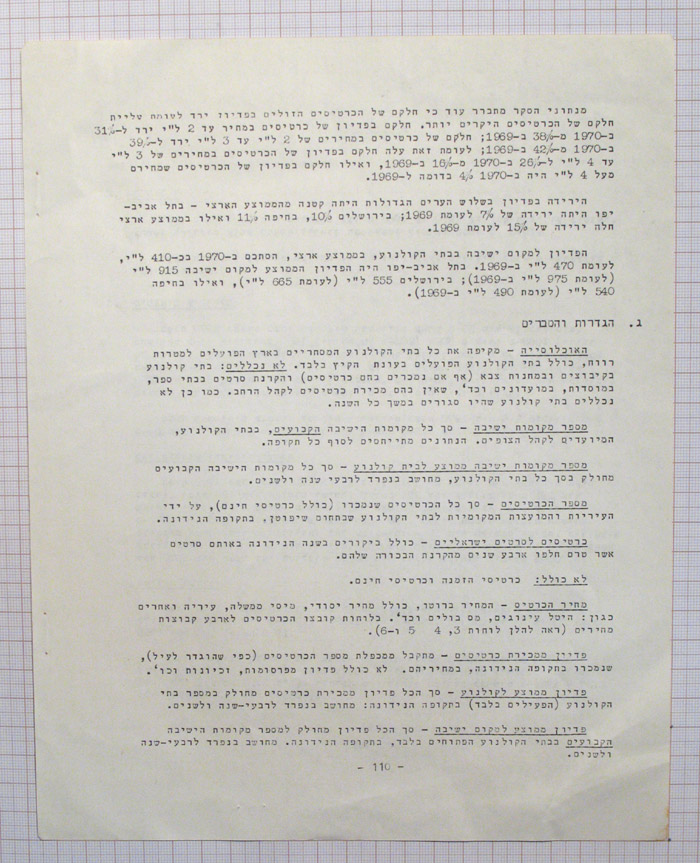 מנתוני הסקר מתברר עוד כי חלקם של הכרטיסים הזולים בפדיון ירד לעומת עליית
חלקם של הכרטיסים היקרים יותר. חלקם בפדיון של כרטיסים במחיר עד 2 ל"י ירד ל-31%
ב-1970 מ-38% ב-1969; חלקם של כרטיסים במחירים של 2 ל"י עד 3 ל"י ירד ל-39%
ב-1970 מ-42% ב-1969; לעומת זאת עלה חלקם בפדיון של הכרטיסים במחירים של 3 ל"י
עד 4 ל"י ל-26% ב-1970 מ-16% ב-1969, ואילו חלקם בפדיון של הכרטיסים שמחירם
מעל 4 ל"י היה ב-1970 4% בדומה ל-1969.
הירידה בפדיון בשלוש הערים הגדולות היתה קטנה מהממוצע הארצי - בתל אביב-
יפו היתה ירידה של 7% לעומת 1969; בירושלים 10%, בחיפה 11% ואילו בממוצע ארצי
חלה ירידה של 15% לעומת 1969.
הפדיון למקום ישיבה בבתי הקולנוע, בממוצע ארצי, הסתכם ב-1970 בכ-410 ל"י,
לעומת 470 ל"י ב-1969. בתל אביב-יפו היה הפדיון הממוצע למקום ישיבה 915 ל"י
(לעומת 975 ל"י ב-1969); בירושלים 555 ל"י (לעומת 665 ל"י), ואילו בחיפה
540 ל"י (לעומת 490 ל"י ב-1969).
ג. הגדרות והסברים
האוכלוסייה - מקיפה את כל בתי הקולנוע המסחריים בארץ הפועלים למטרות
רווח, כולל בתי הקולנוע הפועלים בעונת הקיץ בלבד. לא נכללים: בתי קולנוע
בקיבוצים ובמחנות צבא (אף אם נמכרים בהם כרטיסים) והקרנת סרטים בבתי ספר,
במוסדות, במועדונים וכד', שאין בהם מכירת כרטיסים לקהל הרחב. כמו כן לא
נכללים בתי קולנוע שהיו סגורים במשך כל השנה.
מספר מקומות ישיבה - סך כל מקומות הישיבה הקבועים, בבתי הקולנוע,
המיועדים לקהל הצופים. הנתונים מתייחסים לסוף כל תקופה.
מספר מקומות ישיבה ממוצע לבית קולנוע - סך כל מקומות הישיבה הקבועים
מחולק בסך כל בתי הקולנוע, מחושב בנפרד לרבעי שנה ולשנים.
מספר הכרטיסים - סך כל הכרטיסים שנמכרו (כולל כרטיסי חינם), על ידי
העיריות והמועצות המקומיות לבתי הקולנוע שבתחום שיפוטן, בתקופה הנידונה.
כרטיסים לסרטים ישראליים - כולל ביקורים בשנה הנידונה באותם סרטים
אשר טרם חלפו ארבע שנים מהקרנת הבכורה שלהם.
לא כולל: כרטיסי הזמנה וכרטיסי חינם.
מחיר הכרטיס - המחיר ברוטו, כולל מחיר יסודי, מיסי ממשלה, עיריה ואחרים
כגון: היטל עינוגים, מס בולים וכד'. בלוחות קובצו הכרטיסים לארבע קבוצות
מחירים (ראה להלן לוחות 3, 4 5 ו-6).
פדיון ממכירת כרטיסים - מתקבל ממכפלת מספר הכרטיסים (כפי שהוגדר לעיל),
שנמכרו בתקופה הנידונה, במחיריהם. לא כולל פדיון מפרסומות, זכיונות וכו'.
פדיון ממוצע לקולנוע - סך הכל פדיון ממכירת כרטיסים מחולק במספר בתי
הקולנוע (הפעילים בלבד) בתקופה הנידונה: מחושב בנפרד לרבעי-שנה ולשנים.
פדיון ממוצע למקום ישיבה - סך הכל פדיון מחולק למספר מקומות הישיבה
הקבועים בבתי הקולנוע הפתוחים בלבד, בתקופה הנידונה. מחושב בנפרד לרבעי-שנה
ולשנים.
- 110 -